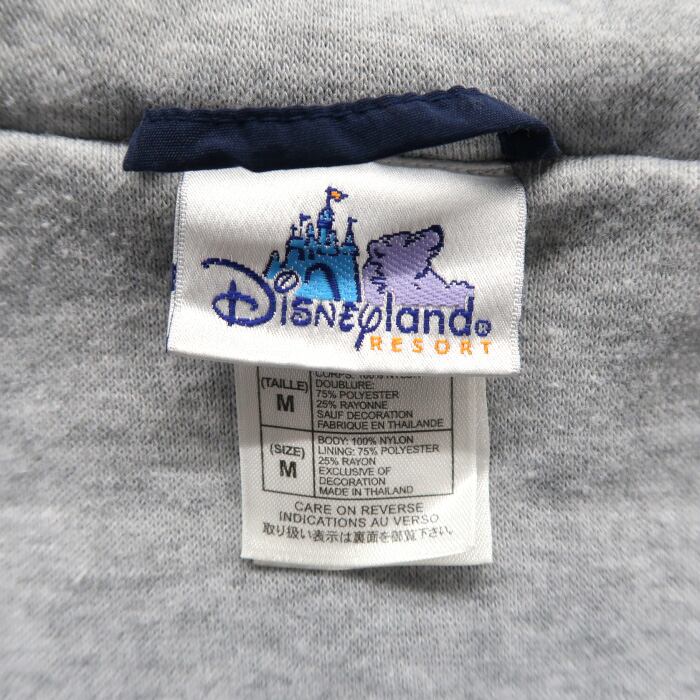 Disneyland®
RESORT
CORPS: 100% NYLON
(TAILLE)
M
DOUBLURE:
75% POLYESTER
25% RAYONNE
SAUF DECORATION
FABRIQUE EN THAILANDE
(SIZE)
M
BODY: 100% NYLON
LINING: 75% POLYESTER
25% RAYON
EXCLUSIVE OF
DECORATION
MADE IN THAILAND
CARE ON REVERSE
INDICATIONS AU VERSO
取り扱い表示は裏面を御覧下さい。